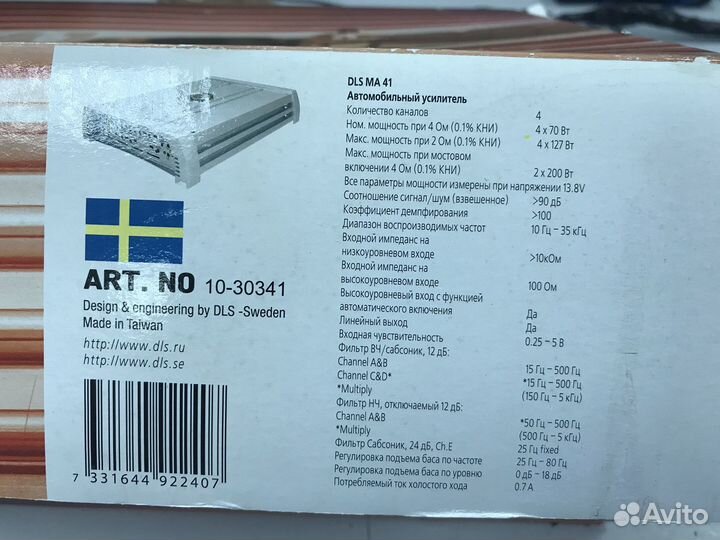 DLS MA 41
Автомобильный усилитель
Количество каналов 4
Ном. мощность при 4 Ом (0.1% КНИ) 4 x 70 Вт
Макс. мощность при 2 Ом (0.1% КНИ) 4 x 127 Вт
Макс. мощность при мостовом
включении 4 Ом (0.1% КНИ) 2 x 200 Вт
Все параметры мощности измерены при напряжении 13.8V
Соотношение сигнал/шум (взвешенное) >90 дБ
Коэффициент демпфирования >100
Диапазон воспроизводимых частот 10 Гц – 35 кГц
Входной импеданс на
низкоуровневом входе >10кОм
Входной импеданс на
высокоуровневом входе 100 Ом
Высокоуровневый вход с функцией
автоматического включения Да
Линейный выход Да
Входная чувствительность 0.25 – 5 В
Фильтр ВЧ/сабсоник, 12 дБ:
Channel A&B 15 Гц – 500 Гц
Channel C&D* *15 Гц – 500 Гц
*Multiply (150 Гц – 5 кГц)
Фильтр НЧ, отключаемый 12 дБ:
Channel A&B *50 Гц – 500 Гц
*Multiply (500 Гц – 5 кГц)
Фильтр Сабсоник, 24 дБ, Ch.E 25 Гц fixed
Регулировка подъема баса по частоте 25 Гц – 80 Гц
Регулировка подъема баса по уровню 0 дБ – 18 дБ
Потребляемый ток холостого хода 0.7 А
ART. NO 10-30341
Design & engineering by DLS -Sweden
Made in Taiwan
http://www.dls.ru
http://www.dls.se
7 331644 922407
Avito